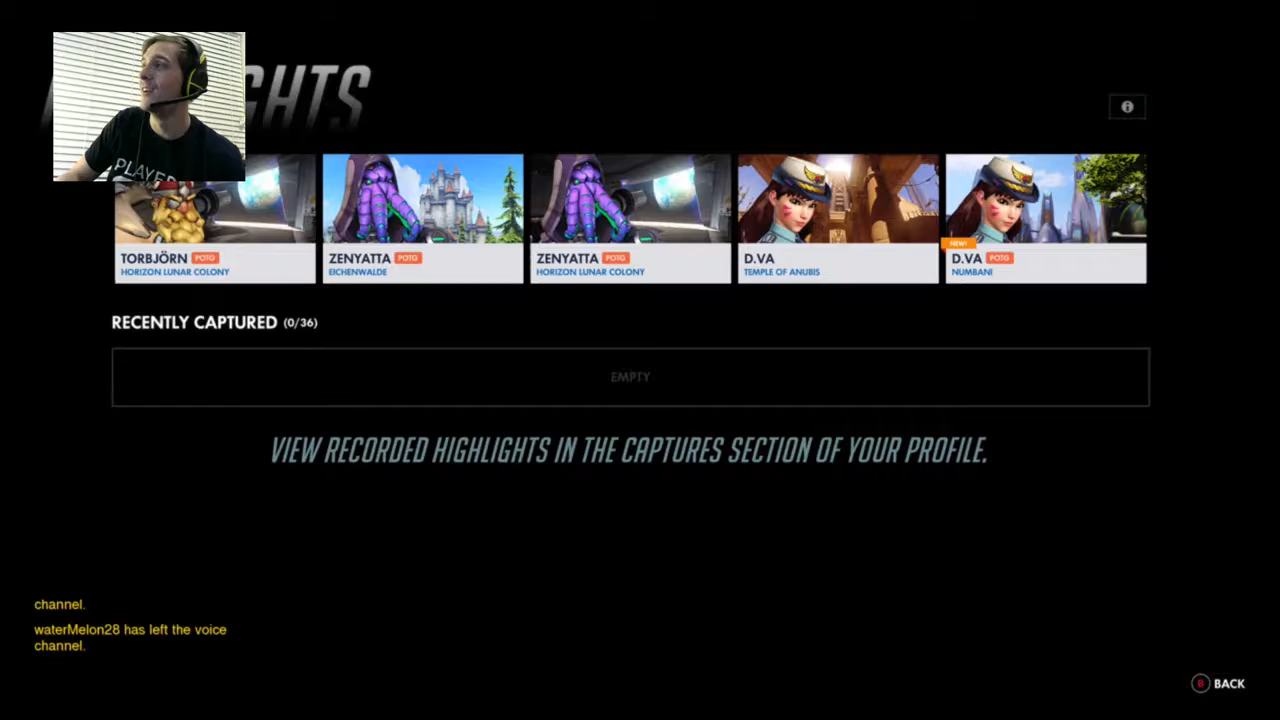 GHTS
PLAYER
TORBJÖRN POTG
HORIZON LUNAR COLONY
ZENYATTA POTG
EICHENWALDE
ZENYATTA POTG
HORIZON LUNAR COLONY
D.VA
TEMPLE OF ANUBIS
NEW!
D.VA POTG
NUMBANI
RECENTLY CAPTURED (0/36)
EMPTY
VIEW RECORDED HIGHLIGHTS IN THE CAPTURES SECTION OF YOUR PROFILE.
channel.
waterMelon28 has left the voice
channel.
B BACK